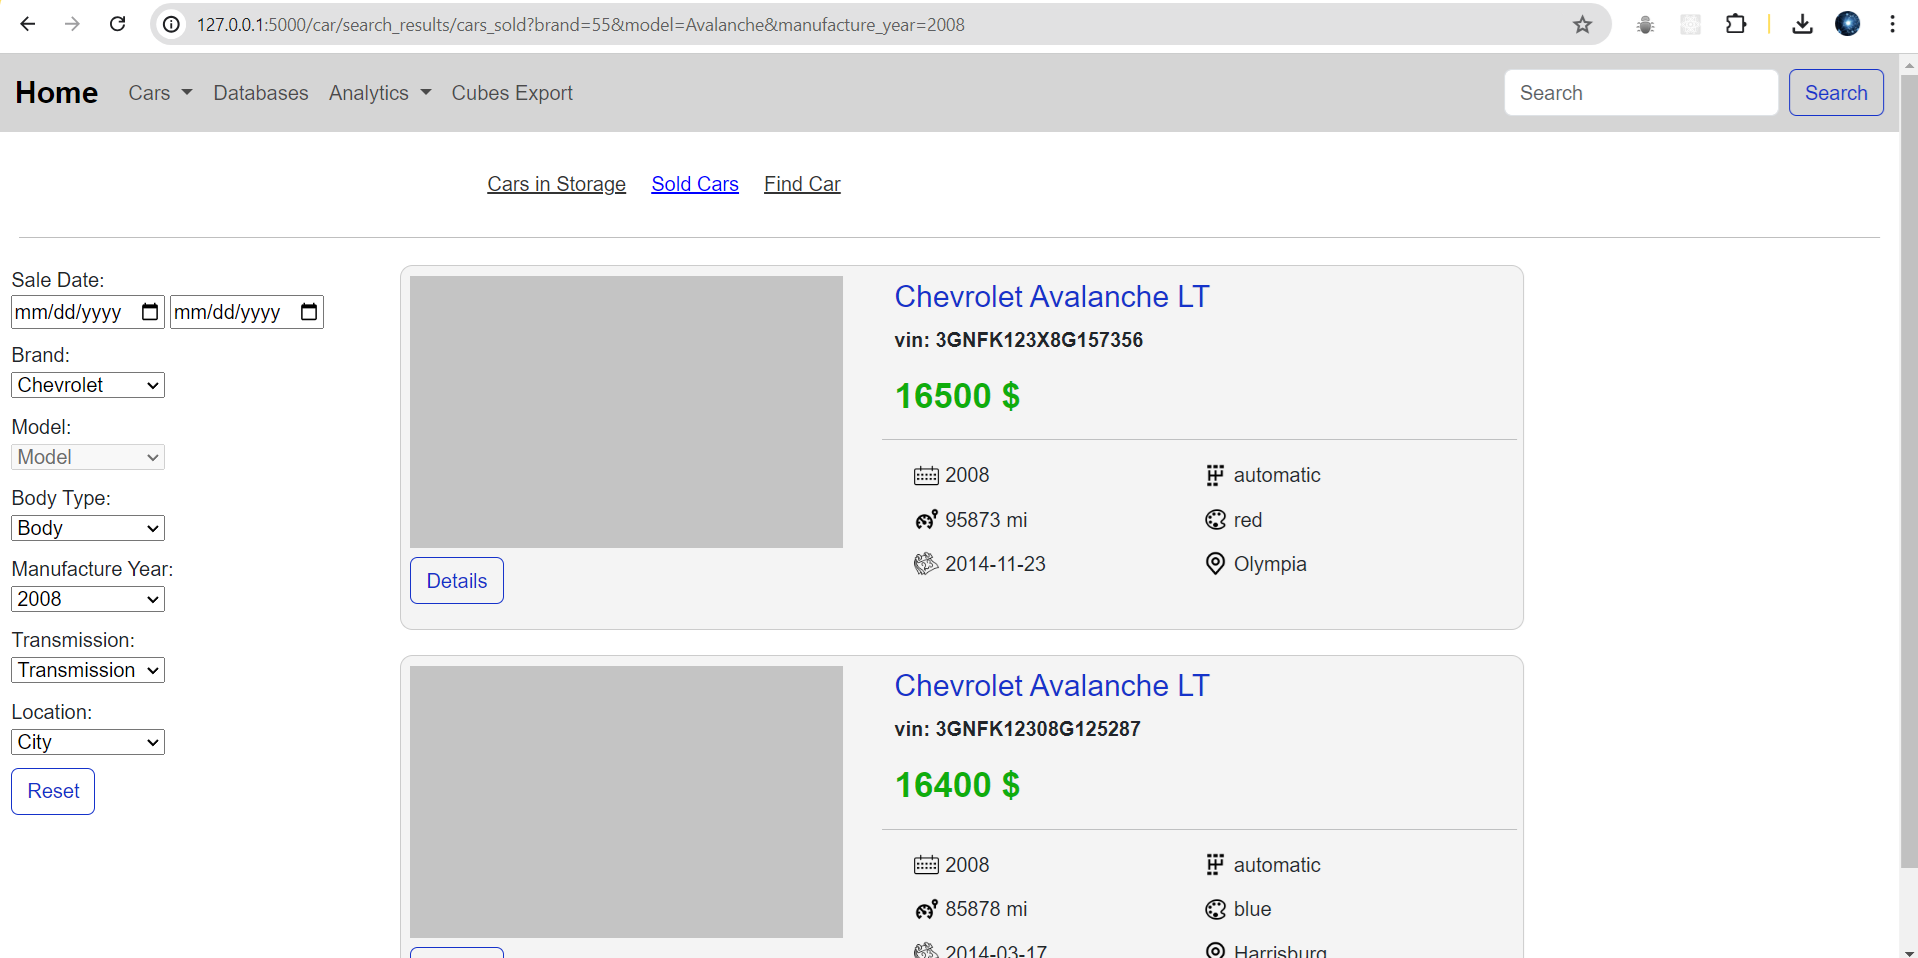 127.0.0.1:5000/car/search_results/cars_sold?brand=55&model=Avalanche&manufacture_year=2008
Home Cars Databases Analytics Cubes Export Search Search
Cars in Storage Sold Cars Find Car
Sale Date:
mm/dd/yyyy mm/dd/yyyy
Brand:
Chevrolet
Model:
Model
Body Type:
Body
Manufacture Year:
2008
Transmission:
Transmission
Location:
City
Reset
Chevrolet Avalanche LT
vin: 3GNFK123X8G157356
16500 $
2008 automatic
95873 mi red
2014-11-23 Olympia
Details
Chevrolet Avalanche LT
vin: 3GNFK12308G125287
16400 $
2008 automatic
85878 mi blue
2014-03-17 Harrisburg